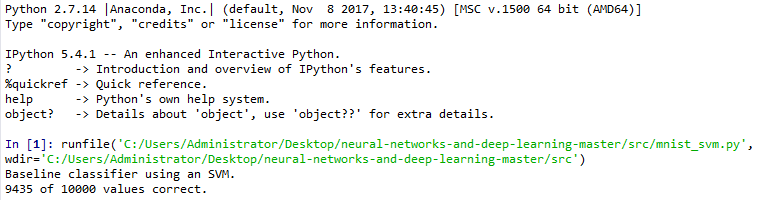 Python 2.7.14 |Anaconda, Inc.| (default, Nov  8 2017, 13:40:45) [MSC v.1500 64 bit (AMD64)]
Type "copyright", "credits" or "license" for more information.

IPython 5.4.1 -- An enhanced Interactive Python.
?         -> Introduction and overview of IPython's features.
%quickref -> Quick reference.
help      -> Python's own help system.
object?   -> Details about 'object', use 'object??' for extra details.

In [1]: runfile('C:/Users/Administrator/Desktop/neural-networks-and-deep-learning-master/src/mnist_svm.py',
wdir='C:/Users/Administrator/Desktop/neural-networks-and-deep-learning-master/src')
Baseline classifier using an SVM.
9435 of 10000 values correct.